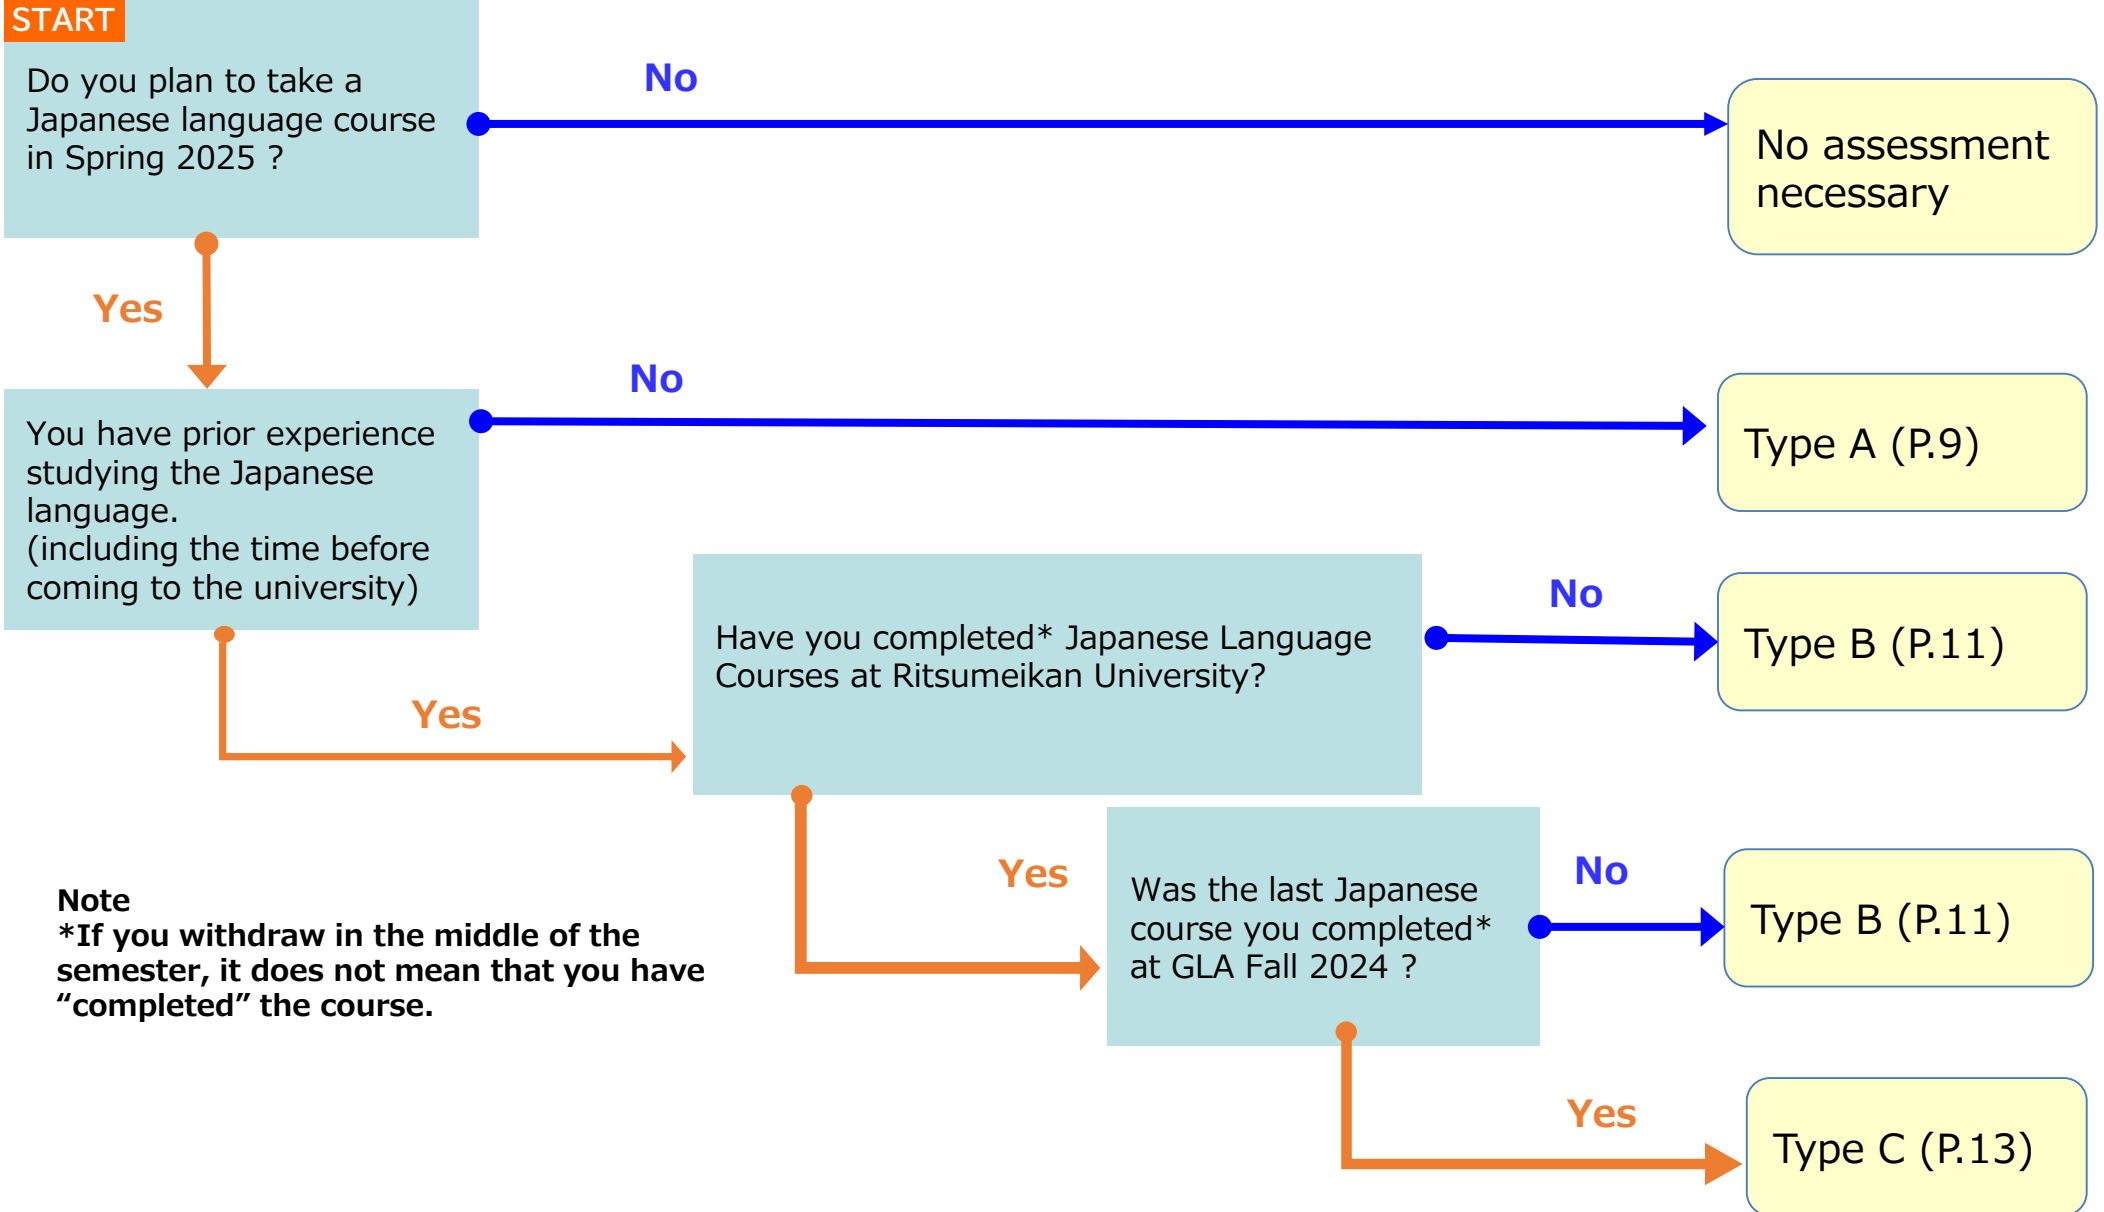 START
Do you plan to take a
Japanese language course
in Spring 2025 ?
No
No assessment
necessary
Yes
You have prior experience
studying the Japanese
language.
(including the time before
coming to the university)
No
Type A (P.9)
Yes
Have you completed* Japanese Language
Courses at Ritsumeikan University?
No
Type B (P.11)
Yes
Was the last Japanese
course you completed*
at GLA Fall 2024 ?
No
Type B (P.11)
Yes
Type C (P.13)
Note
*If you withdraw in the middle of the
semester, it does not mean that you have
“completed” the course.